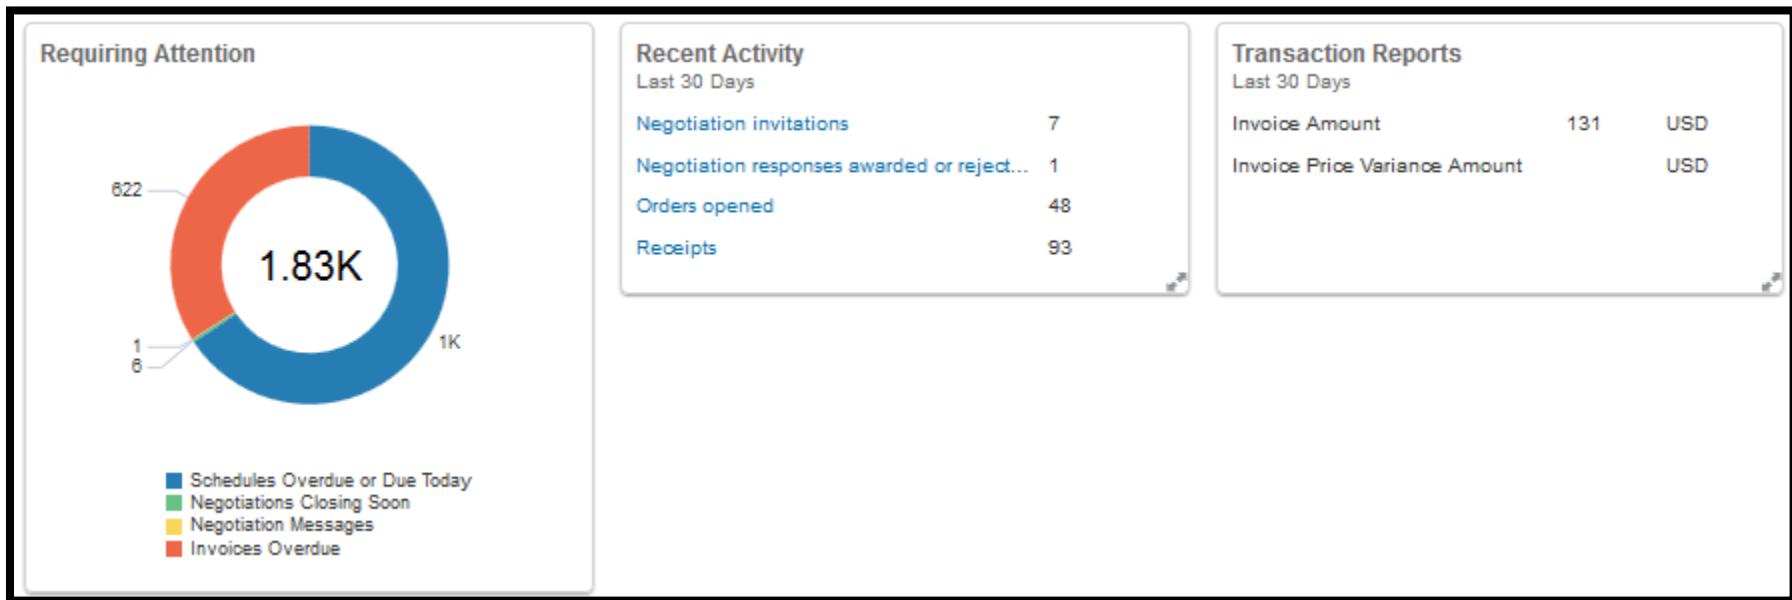 Requiring Attention
622
1.83K
1
6
1K
Schedules Overdue or Due Today
Negotiations Closing Soon
Negotiation Messages
Invoices Overdue
Recent Activity
Last 30 Days
Negotiation invitations 7
Negotiation responses awarded or reject... 1
Orders opened 48
Receipts 93
Transaction Reports
Last 30 Days
Invoice Amount 131 USD
Invoice Price Variance Amount USD